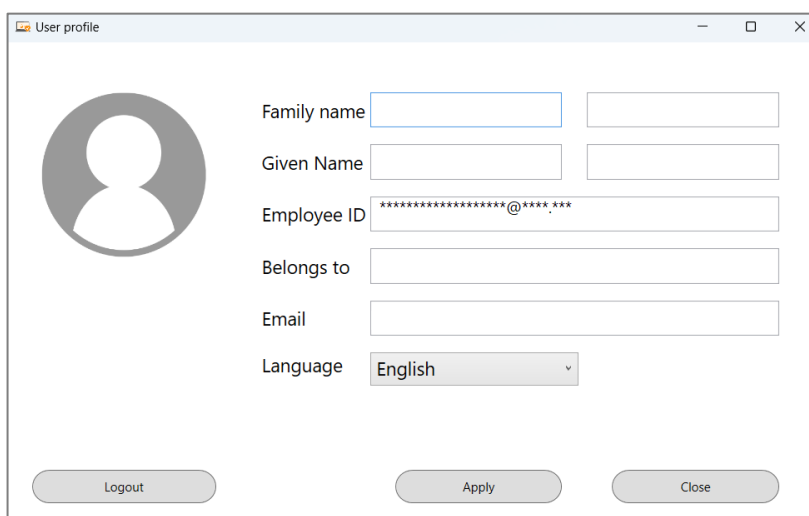 User profile
Family name
Given Name
Employee ID *******************@****.***
Belongs to
Email
Language English
Logout Apply Close